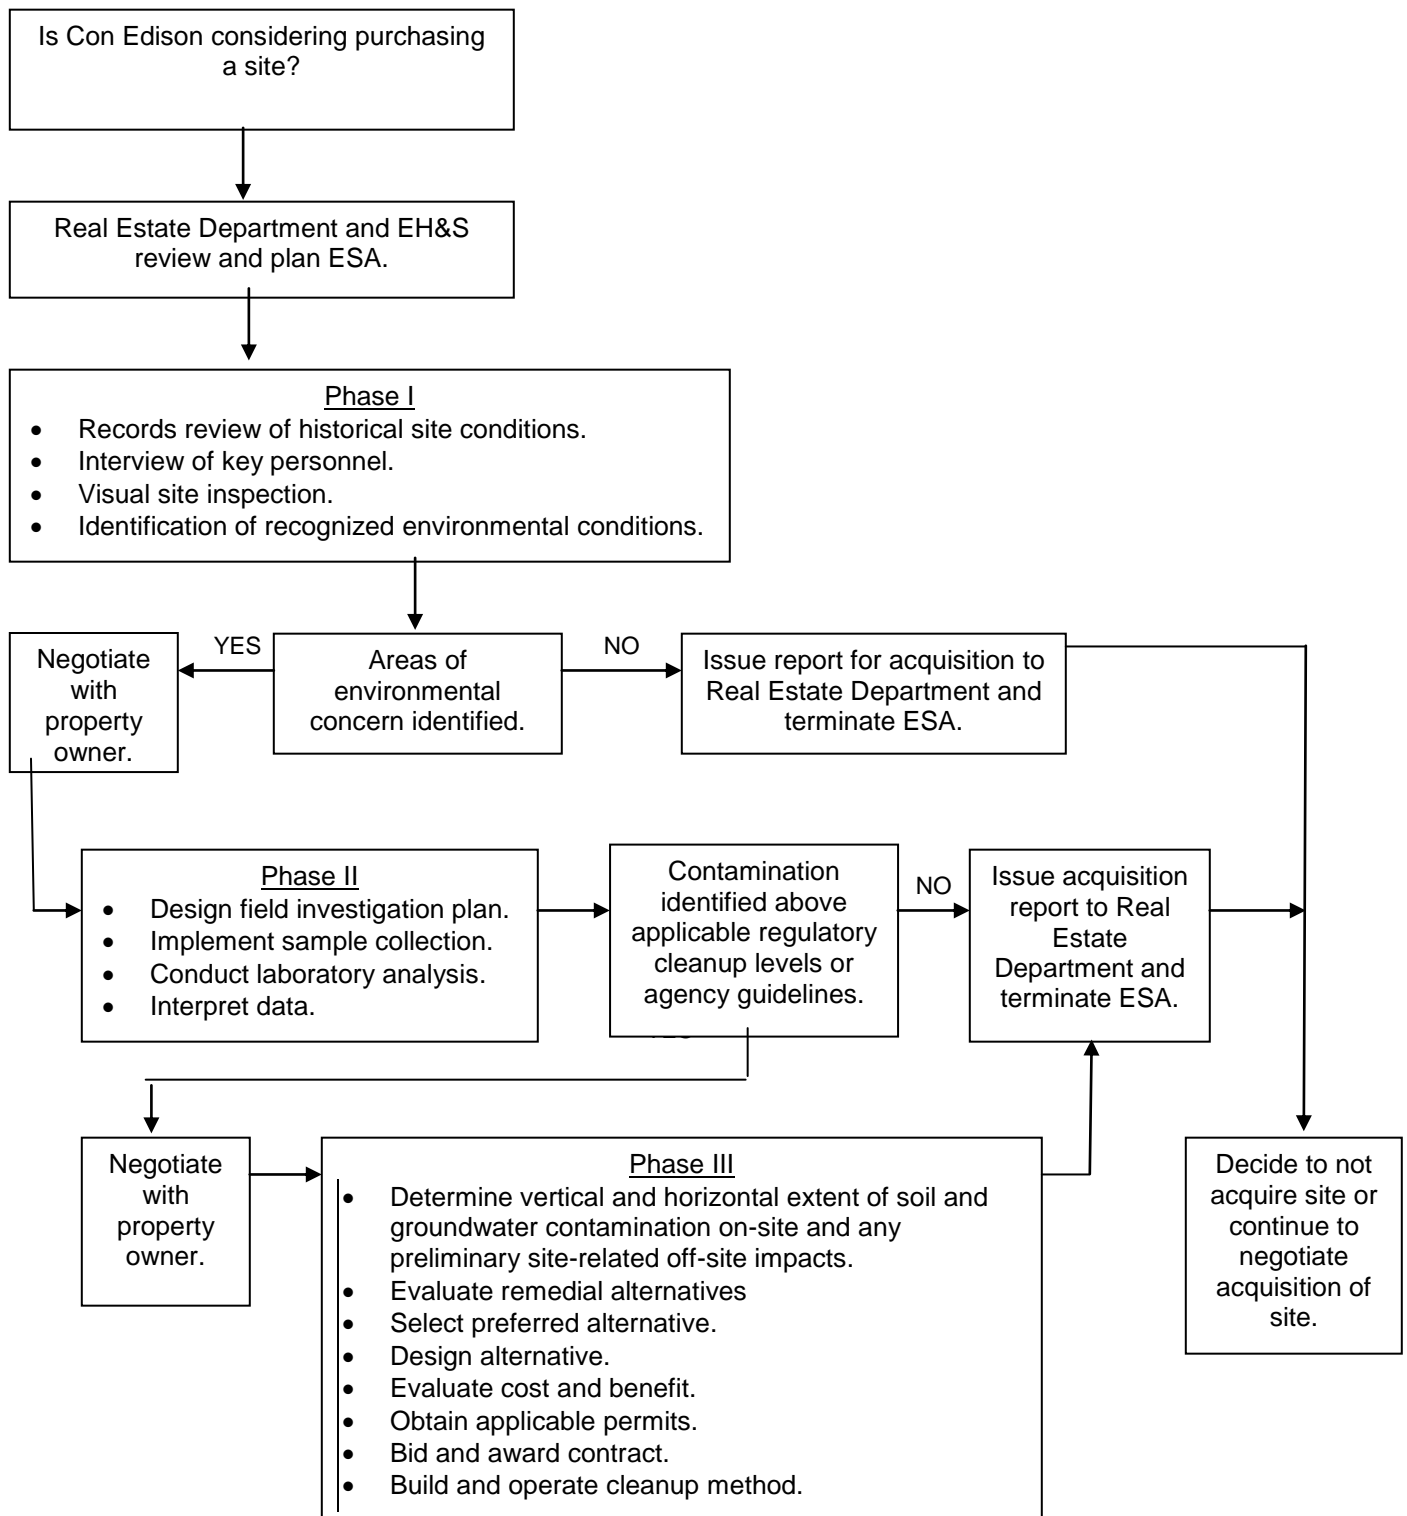 Is Con Edison considering purchasing
a site?
Real Estate Department and EH&S
review and plan ESA.
Phase I
• Records review of historical site conditions.
• Interview of key personnel.
• Visual site inspection.
• Identification of recognized environmental conditions.
Negotiate
with
property
owner.
YES
Areas of
environmental
concern identified.
NO
Issue report for acquisition to
Real Estate Department and
terminate ESA.
Phase II
• Design field investigation plan.
• Implement sample collection.
• Conduct laboratory analysis.
• Interpret data.
Contamination
identified above
applicable regulatory
cleanup levels or
agency guidelines.
NO
Issue acquisition
report to Real
Estate
Department and
terminate ESA.
Negotiate
with
property
owner.
Phase III
• Determine vertical and horizontal extent of soil and
groundwater contamination on-site and any
preliminary site-related off-site impacts.
• Evaluate remedial alternatives
• Select preferred alternative.
• Design alternative.
• Evaluate cost and benefit.
• Obtain applicable permits.
• Bid and award contract.
• Build and operate cleanup method.
Decide to not
acquire site or
continue to
negotiate
acquisition of
site.